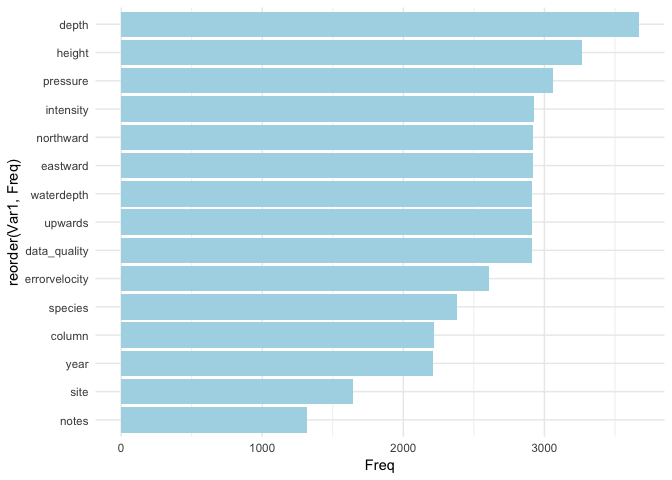 reorder(Var1, Freq)
depth
height
pressure
intensity
northward
eastward
waterdepth
upwards
data_quality
errorvelocity
species
column
year
site
notes
0 1000 2000 3000
Freq